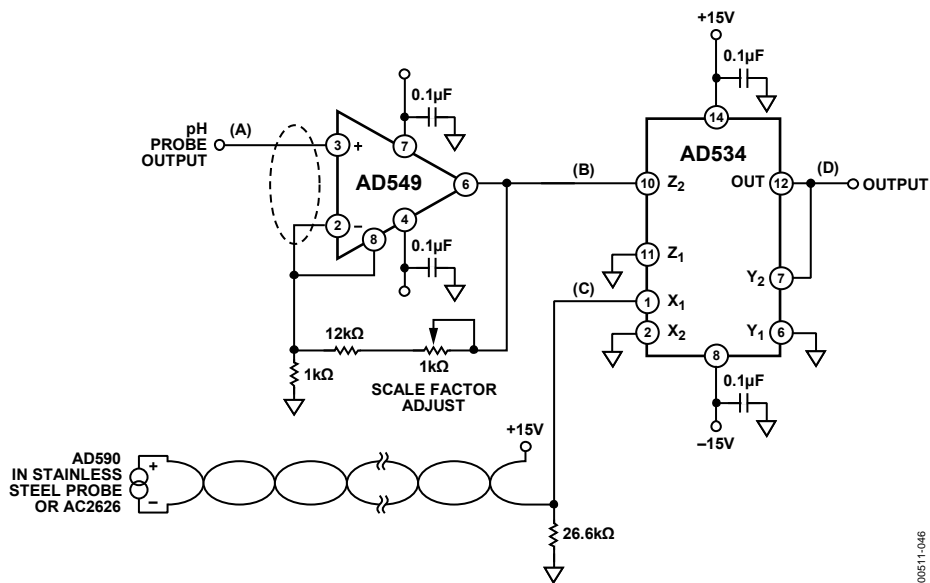 +15V
0.1µF
0.1µF
pH
PROBE
OUTPUT
(A)
3
+
7
14
AD549
AD534
6
(B)
10
Z2
OUT
12
(D)
OUTPUT
2
–
8
4
0.1µF
11
Z1
(C)
1
X1
Y2
7
2
X2
Y1
6
12kΩ
1kΩ
1kΩ
SCALE FACTOR
ADJUST
8
0.1µF
–15V
+15V
AD590
IN STAINLESS
STEEL PROBE
OR AC2626
+
–
26.6kΩ
00511-046